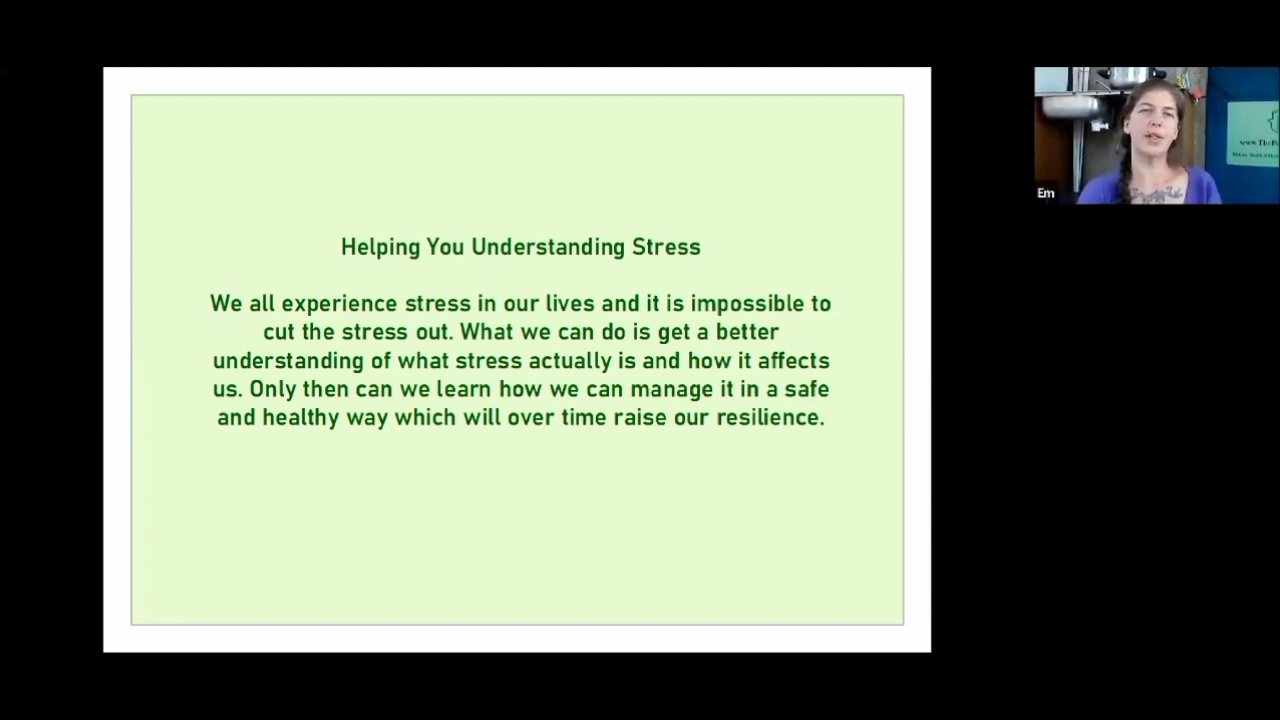 Helping You Understanding Stress
We all experience stress in our lives and it is impossible to
cut the stress out. What we can do is get a better
understanding of what stress actually is and how it affects
us. Only then can we learn how we can manage it in a safe
and healthy way which will over time raise our resilience.
Em